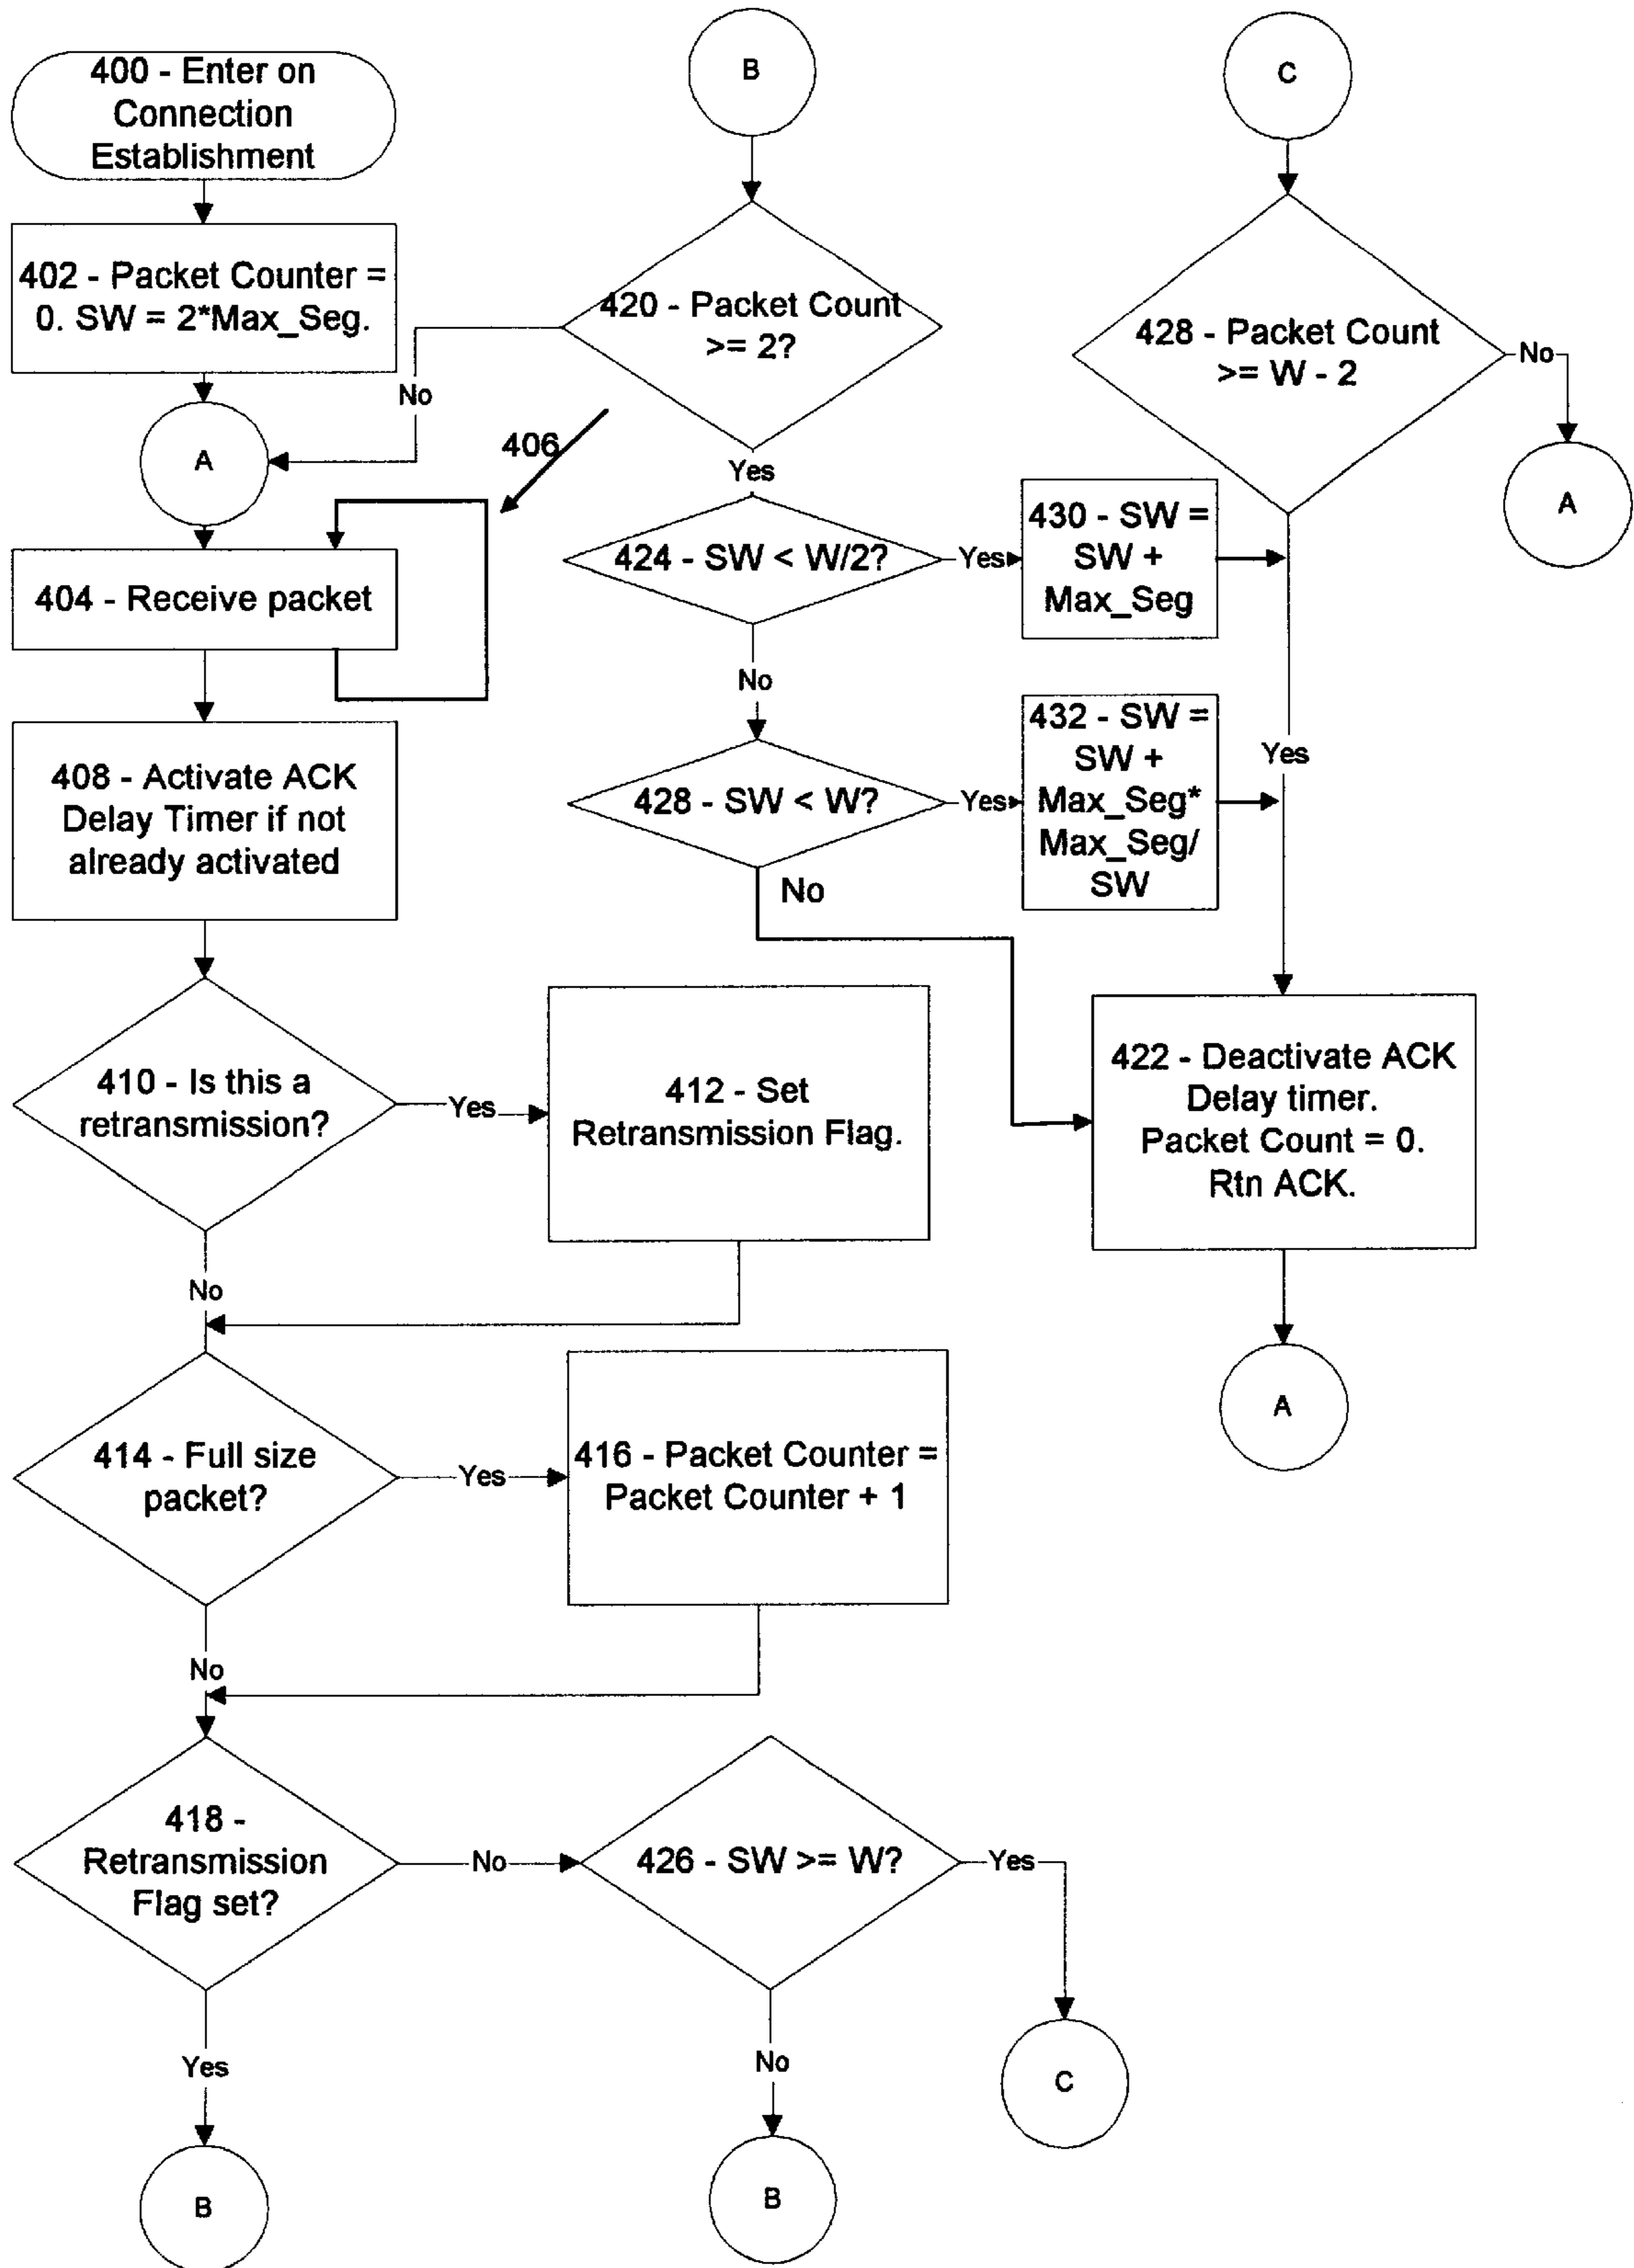 400 - Enter on
Connection
Establishment
402 - Packet Counter =
0. SW = 2*Max_Seg.
A
404 - Receive packet
406
408 - Activate ACK
Delay Timer if not
already activated
410 - Is this a
retransmission?
Yes
412 - Set
Retransmission Flag.
No
414 - Full size
packet?
Yes
416 - Packet Counter =
Packet Counter + 1
No
418 -
Retransmission
Flag set?
No
426 - SW >= W?
Yes
C
Yes
B
No
B
B
420 - Packet Count
>= 2?
No
Yes
424 - SW < W/2?
Yes
430 - SW =
SW +
Max_Seg
No
428 - SW < W?
Yes
432 - SW =
SW +
Max_Seg*
Max_Seg/
SW
No
C
428 - Packet Count
>= W - 2
No
A
Yes
422 - Deactivate ACK
Delay timer.
Packet Count = 0.
Rtn ACK.
A